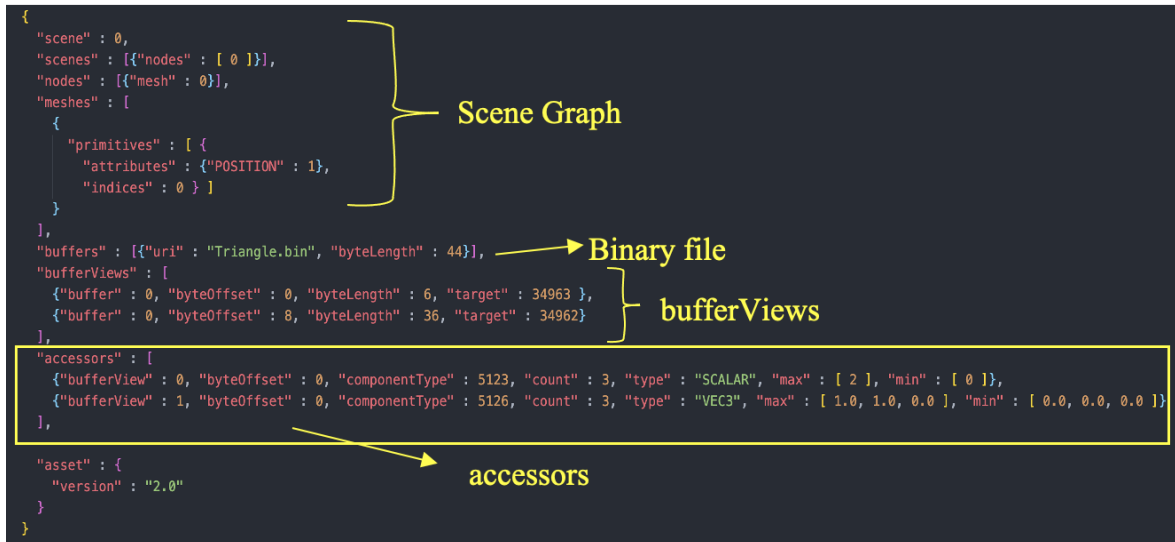 {
"scene" : 0,
"scenes" : [{"nodes" : [ 0 ]}],
"nodes" : [{"mesh" : 0}],
"meshes" : [
{
"primitives" : [ {
"attributes" : {"POSITION" : 1},
"indices" : 0 } ]
}
],
Scene Graph
"buffers" : [{"uri" : "Triangle.bin", "byteLength" : 44}],
Binary file
"bufferViews" : [
{"buffer" : 0, "byteOffset" : 0, "byteLength" : 6, "target" : 34963 },
{"buffer" : 0, "byteOffset" : 8, "byteLength" : 36, "target" : 34962}
],
bufferViews
"accessors" : [
{"bufferView" : 0, "byteOffset" : 0, "componentType" : 5123, "count" : 3, "type" : "SCALAR", "max" : [ 2 ], "min" : [ 0 ]},
{"bufferView" : 1, "byteOffset" : 0, "componentType" : 5126, "count" : 3, "type" : "VEC3", "max" : [ 1.0, 1.0, 0.0 ], "min" : [ 0.0, 0.0, 0.0 ]}
],
accessors
"asset" : {
"version" : "2.0"
}
}